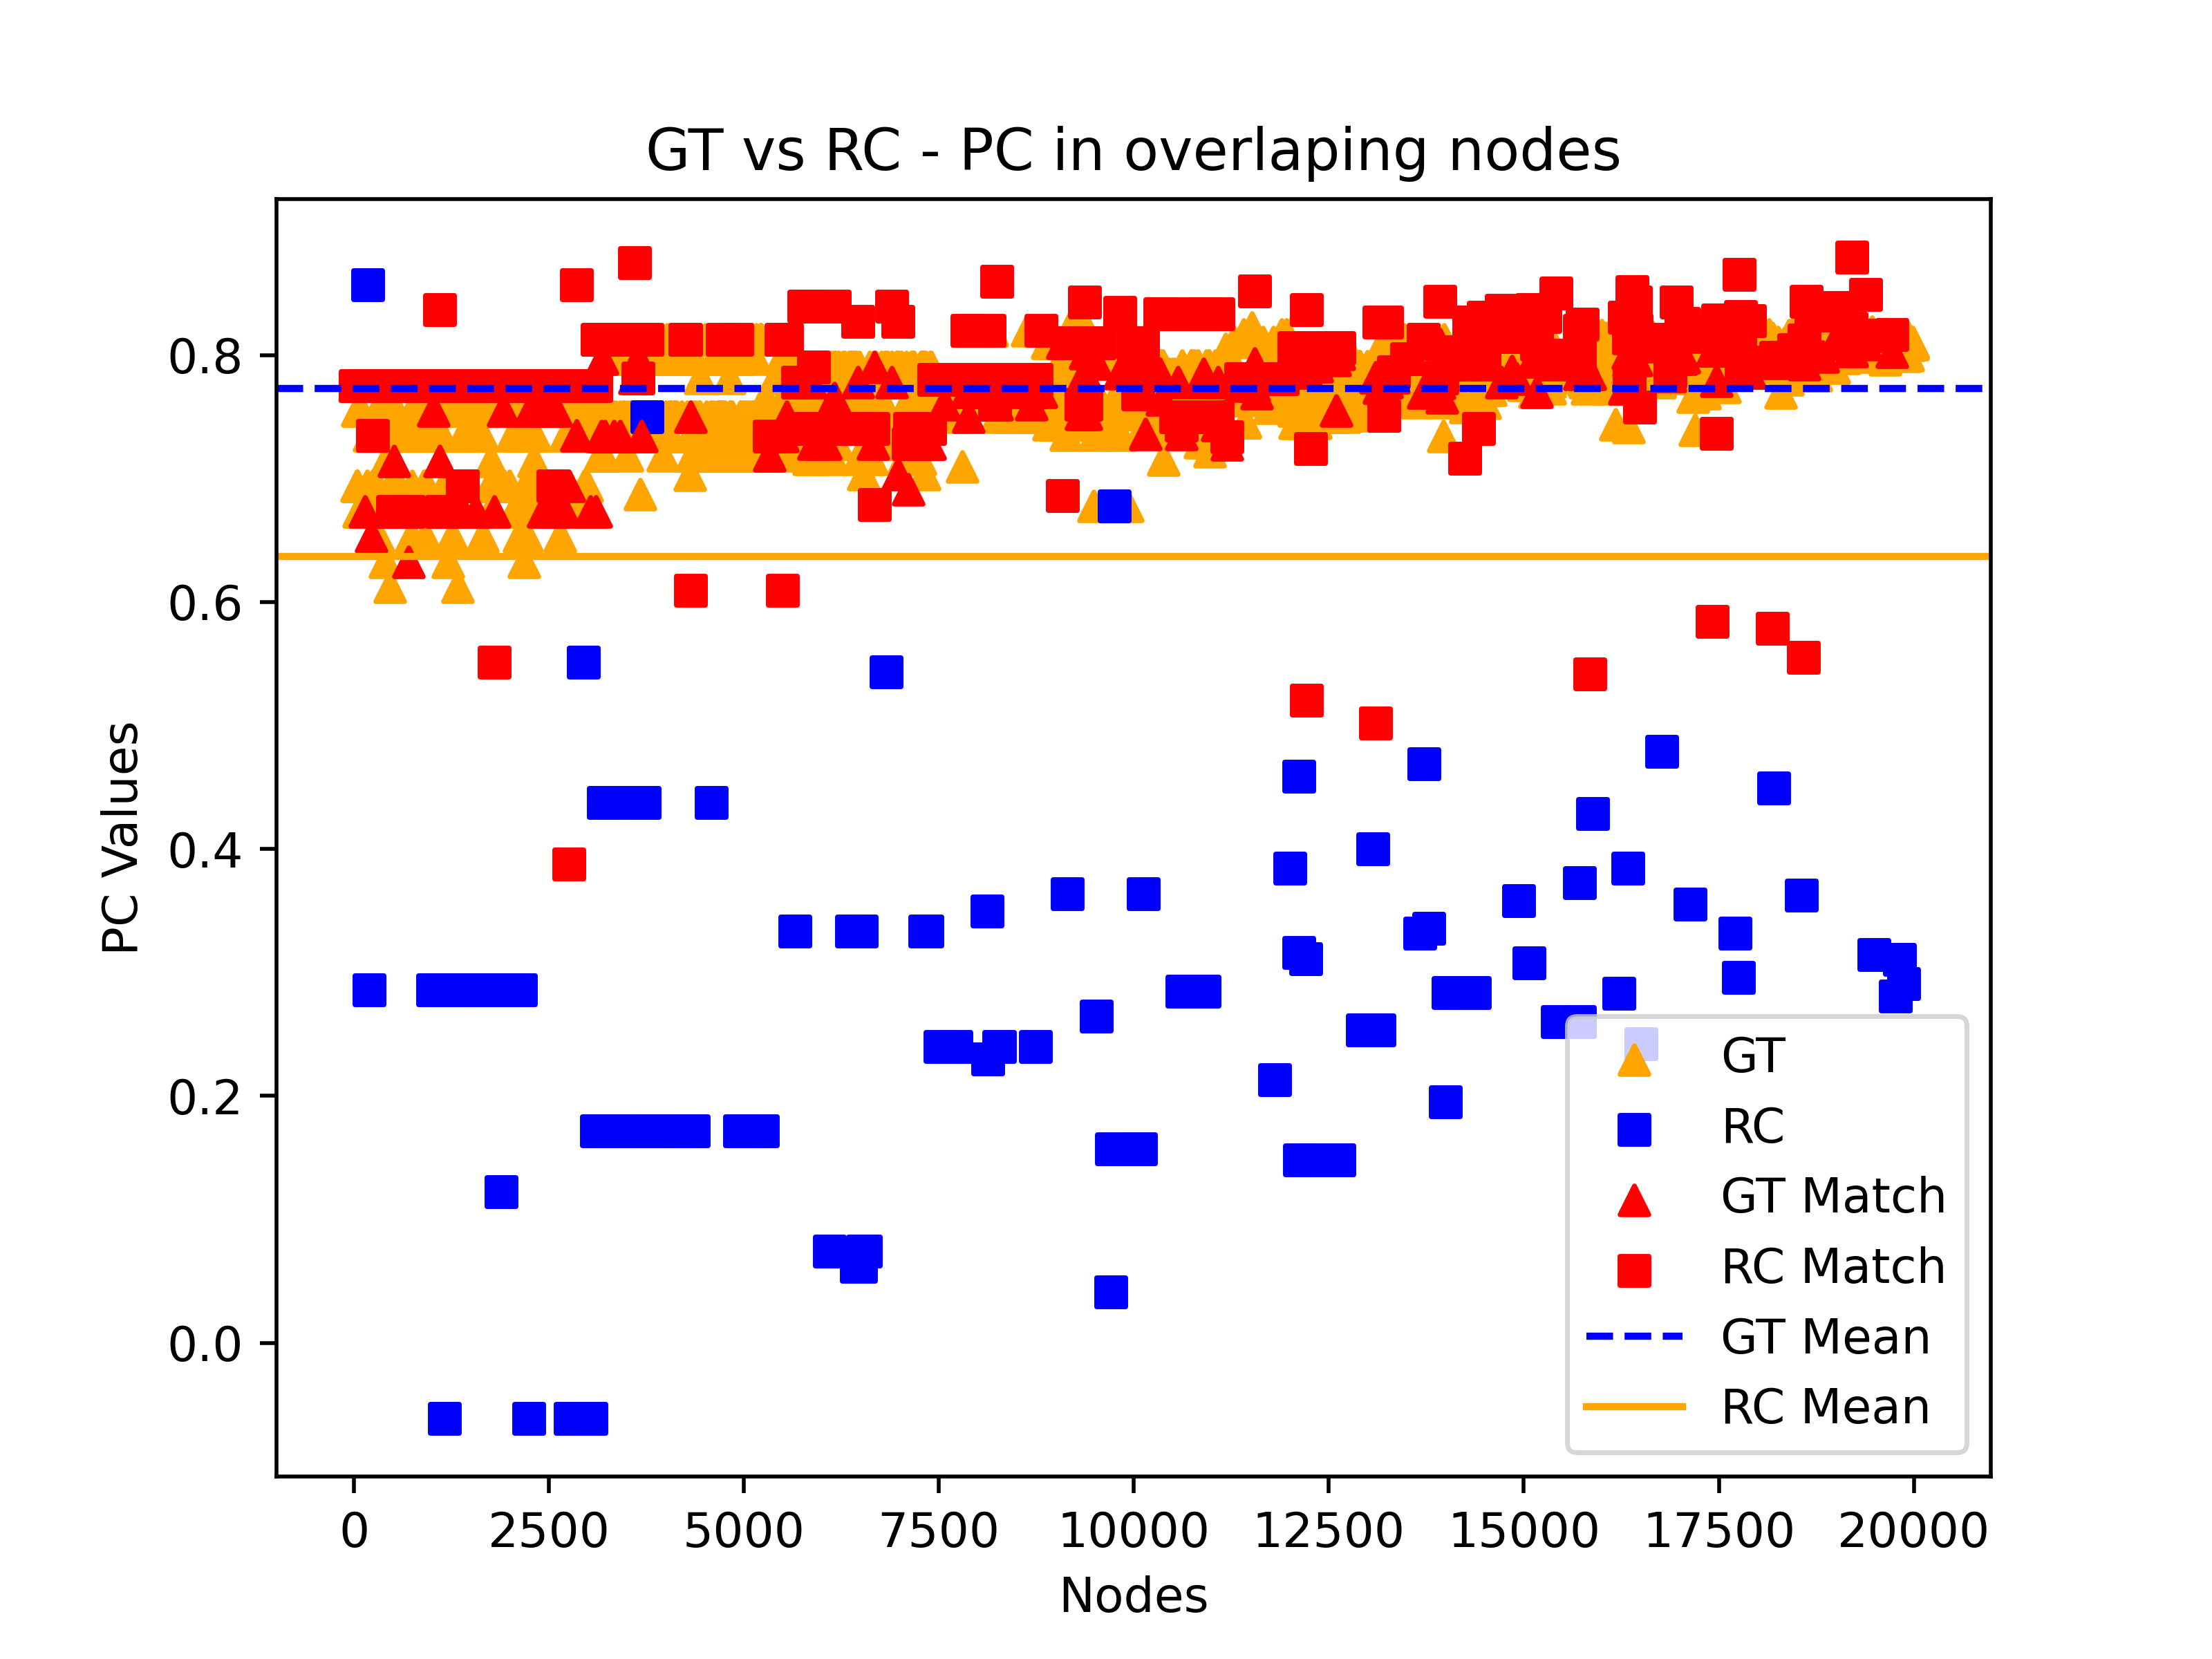 GT vs RC - PC in overlaping nodes
PC Values
0.8
0.6
0.4
0.2
0.0
0 2500 5000 7500 10000 12500 15000 17500 20000
Nodes
GT
RC
GT Match
RC Match
GT Mean
RC Mean